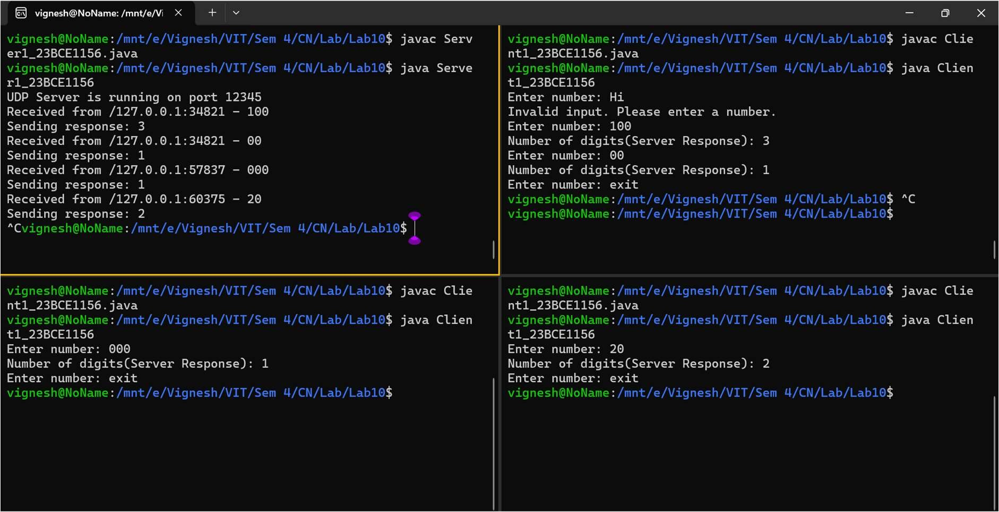 vignesh@NoName: /mnt/e/Vi
vignesh@NoName:/mnt/e/Vignesh/VIT/Sem 4/CN/Lab/Lab10$ javac Serv
er1_23BCE1156.java
vignesh@NoName:/mnt/e/Vignesh/VIT/Sem 4/CN/Lab/Lab10$ java Serve
r1_23BCE1156
UDP Server is running on port 12345
Received from /127.0.0.1:34821 - 100
Sending response: 3
Received from /127.0.0.1:34821 - 00
Sending response: 1
Received from /127.0.0.1:57837 - 000
Sending response: 1
Received from /127.0.0.1:60375 - 20
Sending response: 2
^Cvignesh@NoName:/mnt/e/Vignesh/VIT/Sem 4/CN/Lab/Lab10$
vignesh@NoName:/mnt/e/Vignesh/VIT/Sem 4/CN/Lab/Lab10$ javac Clie
nt1_23BCE1156.java
vignesh@NoName:/mnt/e/Vignesh/VIT/Sem 4/CN/Lab/Lab10$ java Clien
t1_23BCE1156
Enter number: Hi
Invalid input. Please enter a number.
Enter number: 100
Number of digits(Server Response): 3
Enter number: 00
Number of digits(Server Response): 1
Enter number: exit
vignesh@NoName:/mnt/e/Vignesh/VIT/Sem 4/CN/Lab/Lab10$ ^C
vignesh@NoName:/mnt/e/Vignesh/VIT/Sem 4/CN/Lab/Lab10$
vignesh@NoName:/mnt/e/Vignesh/VIT/Sem 4/CN/Lab/Lab10$ javac Clie
nt1_23BCE1156.java
vignesh@NoName:/mnt/e/Vignesh/VIT/Sem 4/CN/Lab/Lab10$ java Clien
t1_23BCE1156
Enter number: 000
Number of digits(Server Response): 1
Enter number: exit
vignesh@NoName:/mnt/e/Vignesh/VIT/Sem 4/CN/Lab/Lab10$
vignesh@NoName:/mnt/e/Vignesh/VIT/Sem 4/CN/Lab/Lab10$ javac Clie
nt1_23BCE1156.java
vignesh@NoName:/mnt/e/Vignesh/VIT/Sem 4/CN/Lab/Lab10$ java Clien
t1_23BCE1156
Enter number: 20
Number of digits(Server Response): 2
Enter number: exit
vignesh@NoName:/mnt/e/Vignesh/VIT/Sem 4/CN/Lab/Lab10$